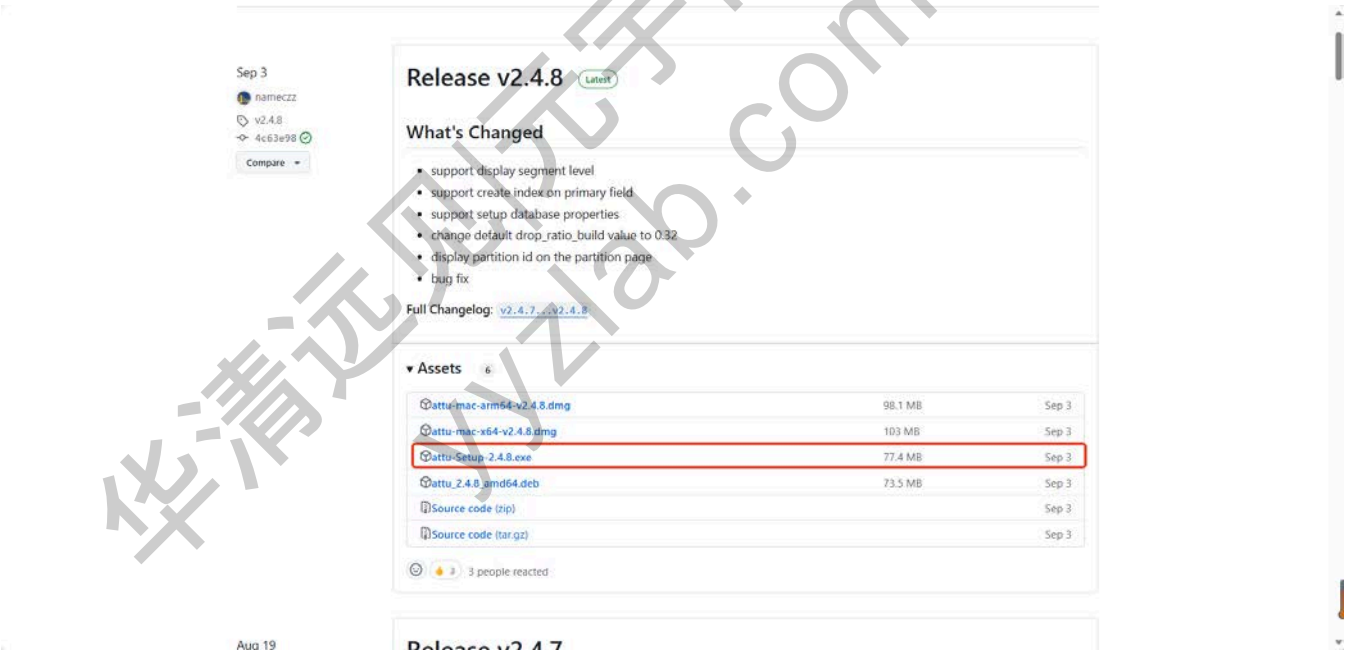 Sep 3
nameczz
v2.4.8
4c63e98
Compare
Release v2.4.8 Latest
What's Changed
support display segment level
support create index on primary field
support setup database properties
change default drop_ratio_build value to 0.32
display partition id on the partition page
bug fix
Full Changelog: v2.4.7...v2.4.8
Assets 6
attu-mac-arm64-v2.4.8.dmg 98.1 MB Sep 3
attu-mac-x64-v2.4.8.dmg 103 MB Sep 3
attu-Setup-2.4.8.exe 77.4 MB Sep 3
attu_2.4.8_amd64.deb 73.5 MB Sep 3
Source code (zip) Sep 3
Source code (tar.gz) Sep 3
3 3 people reacted
Aug 19
Release v2.4.7
华清远见元宇
yyzlab.com